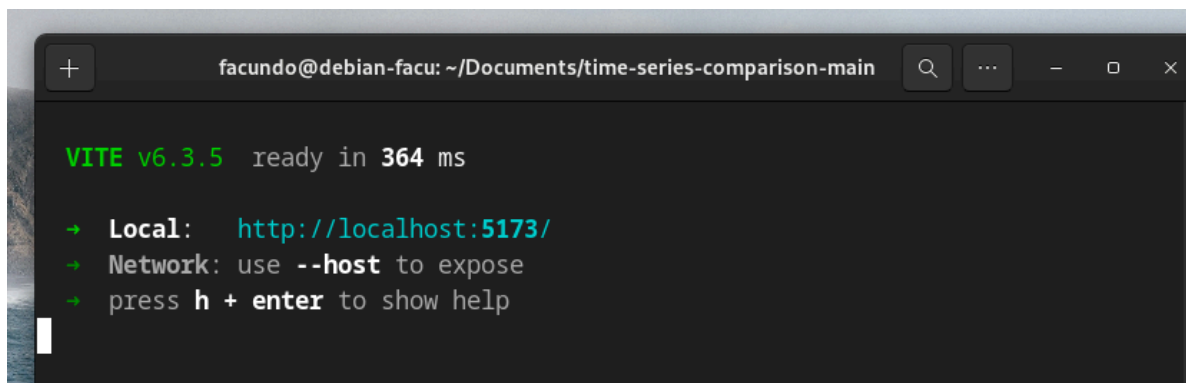 facundo@debian-facu: ~/Documents/time-series-comparison-main
VITE v6.3.5 ready in 364 ms
➜ Local: http://localhost:5173/
➜ Network: use --host to expose
➜ press h + enter to show help